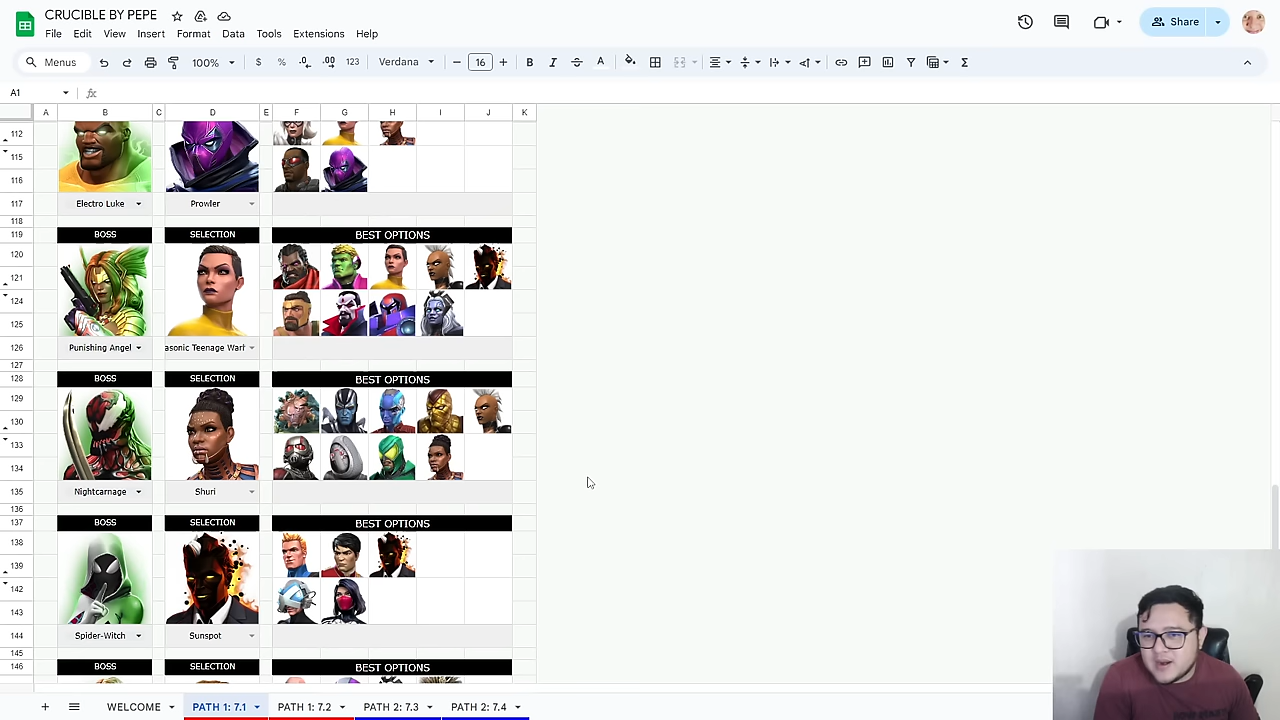 CRUCIBLE BY PEPE
File Edit View Insert Format Data Tools Extensions Help
Share
Menus 100% $ % .0 .00 123 Verdana 16 B I A
A1 fx
A B C D E F G H I J K
112
115
116
117 Electro Luke Prowler
118
119 BOSS SELECTION BEST OPTIONS
120
121
124
125
126 Punishing Angel asonic Teenage Warh
127
128 BOSS SELECTION BEST OPTIONS
129
130
133
134
135 Nightcarnage Shuri
136
137 BOSS SELECTION BEST OPTIONS
138
139
142
143
144 Spider-Witch Sunspot
145
146 BOSS SELECTION BEST OPTIONS
WELCOME PATH 1: 7.1 PATH 1: 7.2 PATH 2: 7.3 PATH 2: 7.4